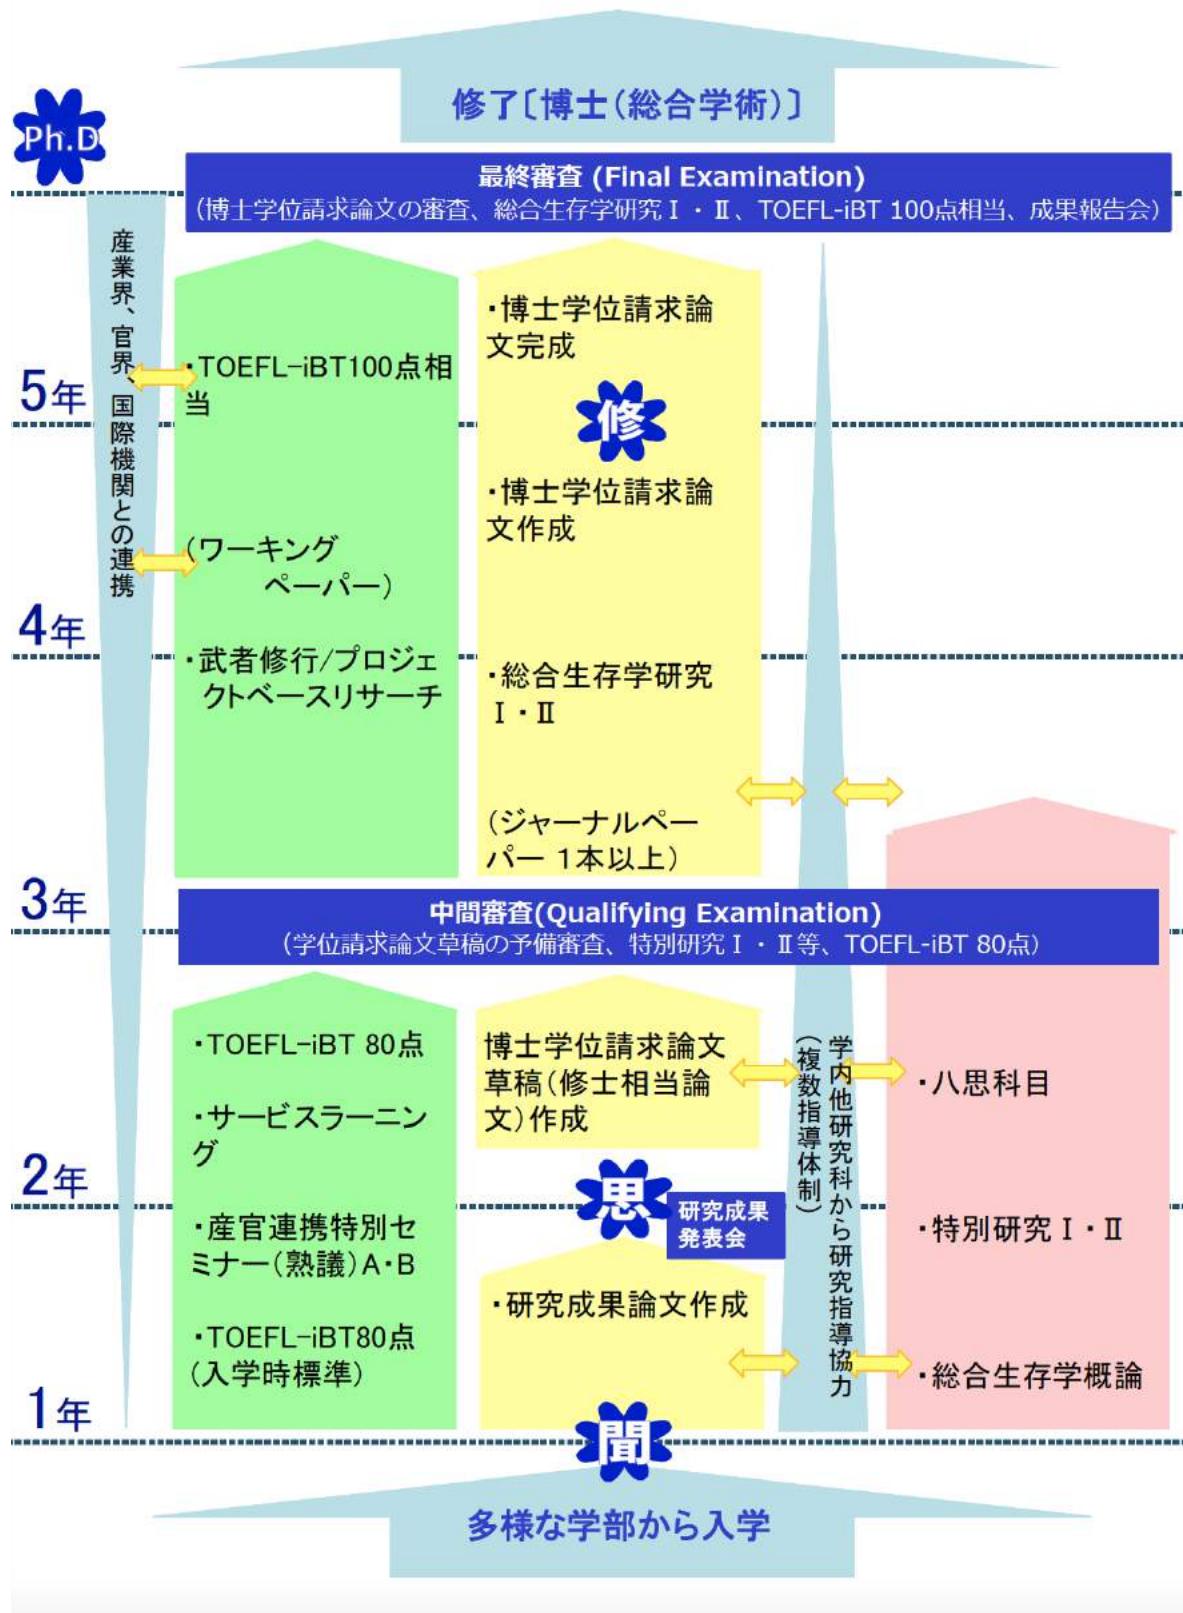 修了〔博士(総合学術)〕
Ph.D
最終審査 (Final Examination)
(博士学位請求論文の審査、総合生存学研究Ⅰ・Ⅱ、TOEFL-iBT 100点相当、成果報告会)
産業界、官界、国際機関との連携
・TOEFL-iBT100点相
当
(ワーキング
ペーパー)
・武者修行/プロジェ
クトベースリサーチ
・博士学位請求論
文完成
修
・博士学位請求論
文作成
・総合生存学研究
Ⅰ・Ⅱ
(ジャーナルペー
パー 1本以上)
5年
4年
3年
中間審査(Qualifying Examination)
(学位請求論文草稿の予備審査、特別研究Ⅰ・Ⅱ等、TOEFL-iBT 80点)
・TOEFL-iBT 80点
・サービスラーニン
グ
・産官連携特別セ
ミナー(熟議)A・B
・TOEFL-iBT80点
(入学時標準)
博士学位請求論文
草稿(修士相当論
文)作成
思
研究成果
発表会
・研究成果論文作成
学内他研究科から研究指導協力
(複数指導体制)
・八思科目
・特別研究Ⅰ・Ⅱ
・総合生存学概論
2年
1年
聞
多様な学部から入学